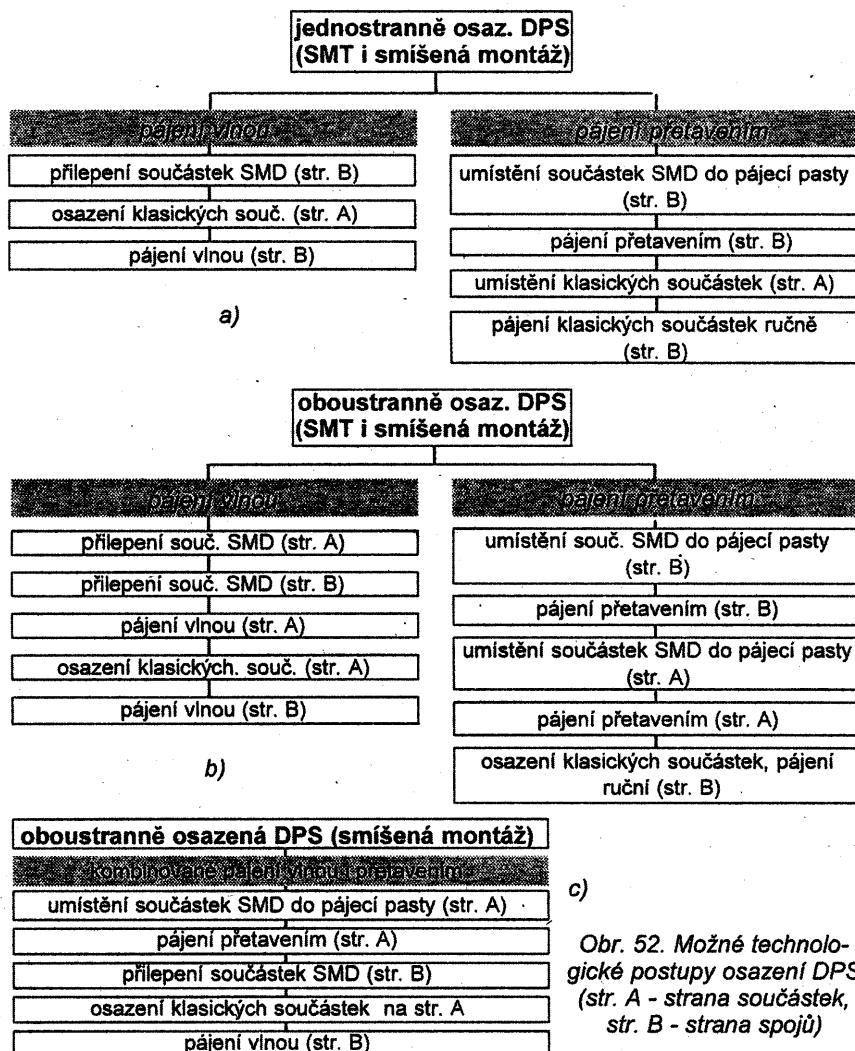 jednostranně osaz. DPS
(SMT i smíšená montáž)
pájení vlnou
přilepení součástek SMD (str. B)
osazení klasických souč. (str. A)
pájení vlnou (str. B)
a)
pájení přetavením
umístění součástek SMD do pájecí pasty
(str. B)
pájení přetavením (str. B)
umístění klasických součástek (str. A)
pájení klasických součástek ručně
(str. B)
oboustranně osaz. DPS
(SMT i smíšená montáž)
pájení vlnou
přilepení souč. SMD (str. A)
přilepení souč. SMD (str. B)
pájení vlnou (str. A)
osazení klasických. souč. (str. A)
pájení vlnou (str. B)
b)
pájení přetavením
umístění souč. SMD do pájecí pasty
(str. B)
pájení přetavením (str. B)
umístění součástek SMD do pájecí pasty
(str. A)
pájení přetavením (str. A)
osazení klasických součástek, pájení
ruční (str. B)
oboustranně osazená DPS (smíšená montáž)
kombinované pájení vlnou i přetavením
umístění součástek SMD do pájecí pasty (str. A)
pájení přetavením (str. A)
přilepení součástek SMD (str. B)
osazení klasických součástek na str. A
pájení vlnou (str. B)
c)
Obr. 52. Možné technolo-
gické postupy osazení DPS
(str. A - strana součástek,
str. B - strana spojů)